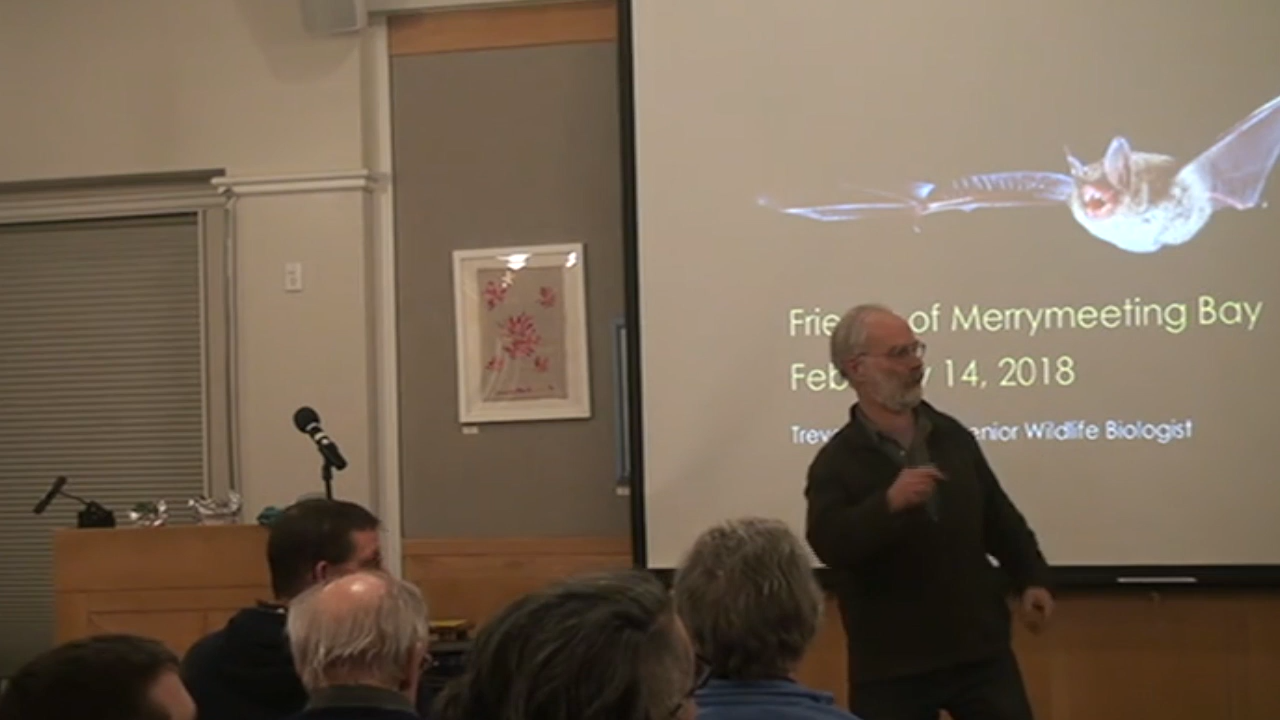 Frie of Merrymeeting Bay
Feb y 14, 2018
Trev enior Wildlife Biologist